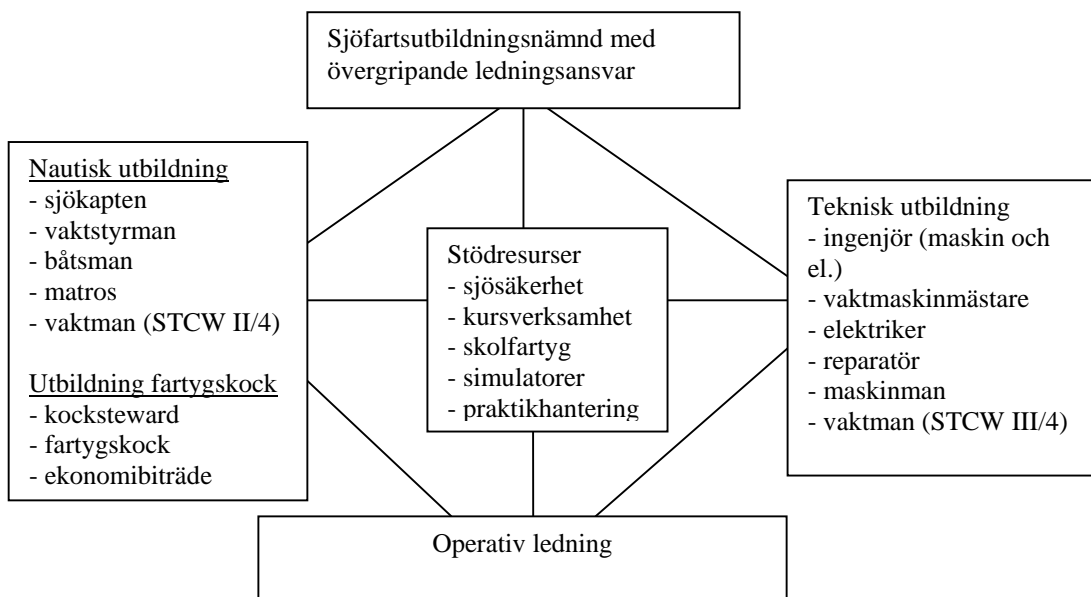 Sjöfartsutbildningsnämnd med
övergripande ledningsansvar
Nautisk utbildning
- sjökapten
- vaktstyrman
- båtsman
- matros
- vaktman (STCW II/4)
Utbildning fartygskock
- kocksteward
- fartygskock
- ekonomibiträde
Stödresurser
- sjösäkerhet
- kursverksamhet
- skolfartyg
- simulatorer
- praktikhantering
Teknisk utbildning
- ingenjör (maskin och
el.)
- vaktmaskinmästare
- elektriker
- reparatör
- maskinman
- vaktman (STCW III/4)
Operativ ledning